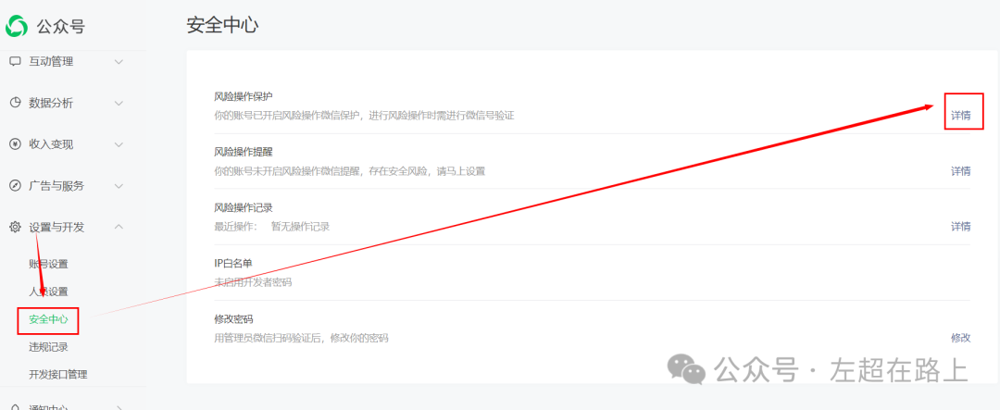 公众号
安全中心
互动管理
数据分析
收入变现
广告与服务
设置与开发
账号设置
人员设置
安全中心
违规记录
开发接口管理
通知中心
风险操作保护
你的账号已开启风险操作微信保护，进行风险操作时需进行微信号验证
详情
风险操作提醒
你的账号未开启风险操作微信提醒，存在安全风险，请马上设置
详情
风险操作记录
最近操作： 暂无操作记录
详情
IP白名单
未启用开发者密码
修改密码
用管理员微信扫码验证后，修改你的密码
修改
公众号 · 左超在路上